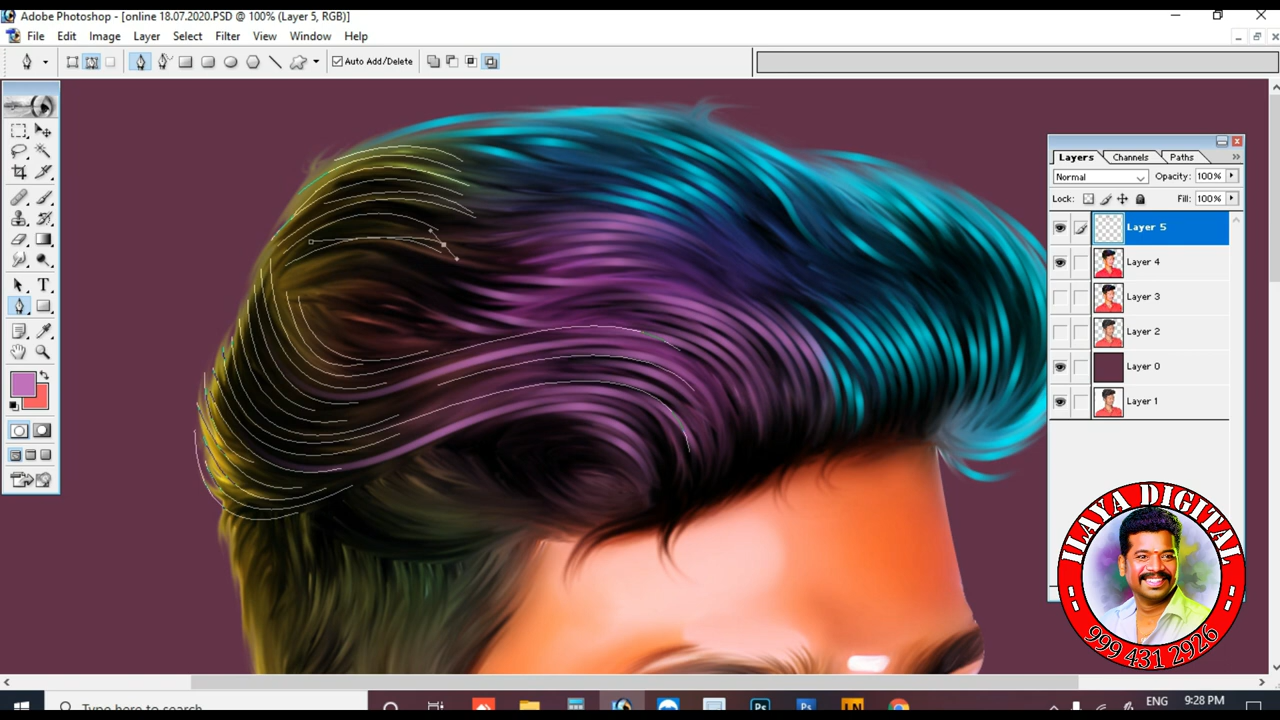 Adobe Photoshop - [online 18.07.2020.PSD @ 100% (Layer 5, RGB)]
File Edit Image Layer Select Filter View Window Help
Auto Add/Delete
Layers Channels Paths
Normal Opacity: 100%
Lock: Fill: 100%
Layer 5
Layer 4
Layer 3
Layer 2
Layer 0
Layer 1
T
ILAYA DIGITAL
999 431 2926
Type here to search
Ps
Ps
LN
ENG
9:28 PM